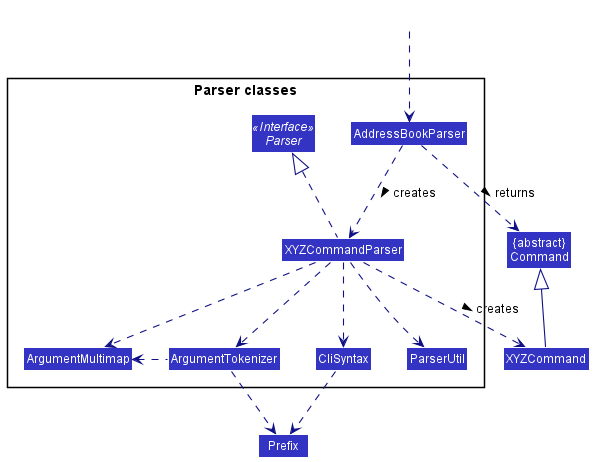 Parser classes
«Interface»
Parser
AddressBookParser
creates
returns
XYZCommandParser
{abstract}
Command
creates
ArgumentMultimap
ArgumentTokenizer
CliSyntax
ParserUtil
XYZCommand
Prefix